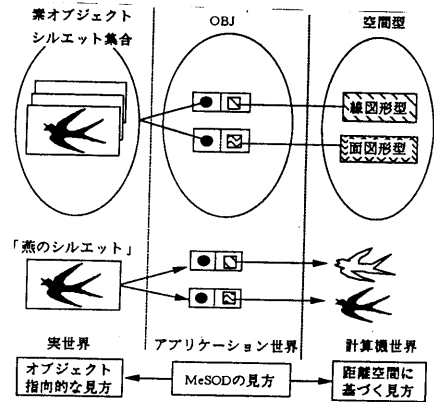 素オブジェクト
シルエット集合
OBJ
空間型
線図形型
面図形型
「燕のシルエット」
実世界
アプリケーション世界
計算機世界
オブジェクト
指向的な見方
MeSODの見方
距離空間に
基づく見方